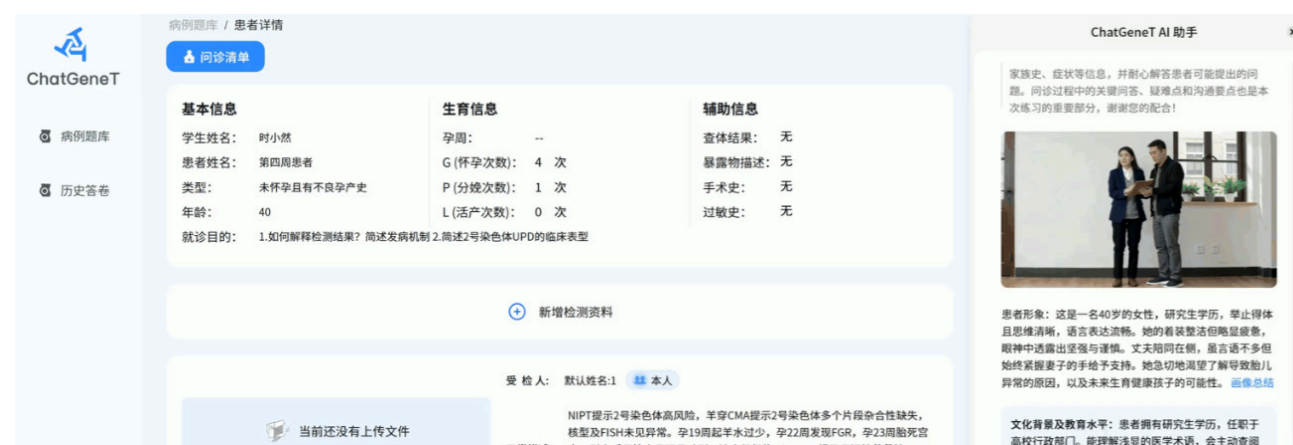 ChatGeneT
病例题库
历史答卷
病例题库 / 患者详情
问诊清单
基本信息
学生姓名： 时小然
患者姓名： 第四周患者
类型： 未怀孕且有不良孕产史
年龄： 40
就诊目的： 1.如何解释检测结果？简述发病机制 2.简述2号染色体UPD的临床表型
生育信息
孕周： --
G (怀孕次数)： 4 次
P (分娩次数)： 1 次
L (活产次数)： 0 次
辅助信息
查体结果： 无
暴露物描述： 无
手术史： 无
过敏史： 无
新增检测资料
受 检 人： 默认姓名:1 本人
当前还没有上传文件
NIPT提示2号染色体高风险，羊穿CMA提示2号染色体多个片段杂合性缺失，
核型及FISH未见异常。孕19周起羊水过少，孕22周发现FGR，孕23周胎死宫
ChatGeneT AI 助手
家族史、症状等信息，并耐心解答患者可能提出的问
题。问诊过程中的关键问答、疑难点和沟通要点也是本
次练习的重要部分，谢谢您的配合！
患者形象：这是一名40岁的女性，研究生学历，举止得体
且思维清晰，语言表达流畅。她的着装整洁但略显疲惫，
眼神中透露出坚强与谨慎。丈夫陪同在侧，虽言语不多但
始终紧握妻子的手给予支持。她急切地渴望了解导致胎儿
异常的原因，以及未来生育健康孩子的可能性。 画像总结
文化背景及教育水平：患者拥有研究生学历，任职于
高校行政部门。能理解浅显的医学术语，常主动查阅